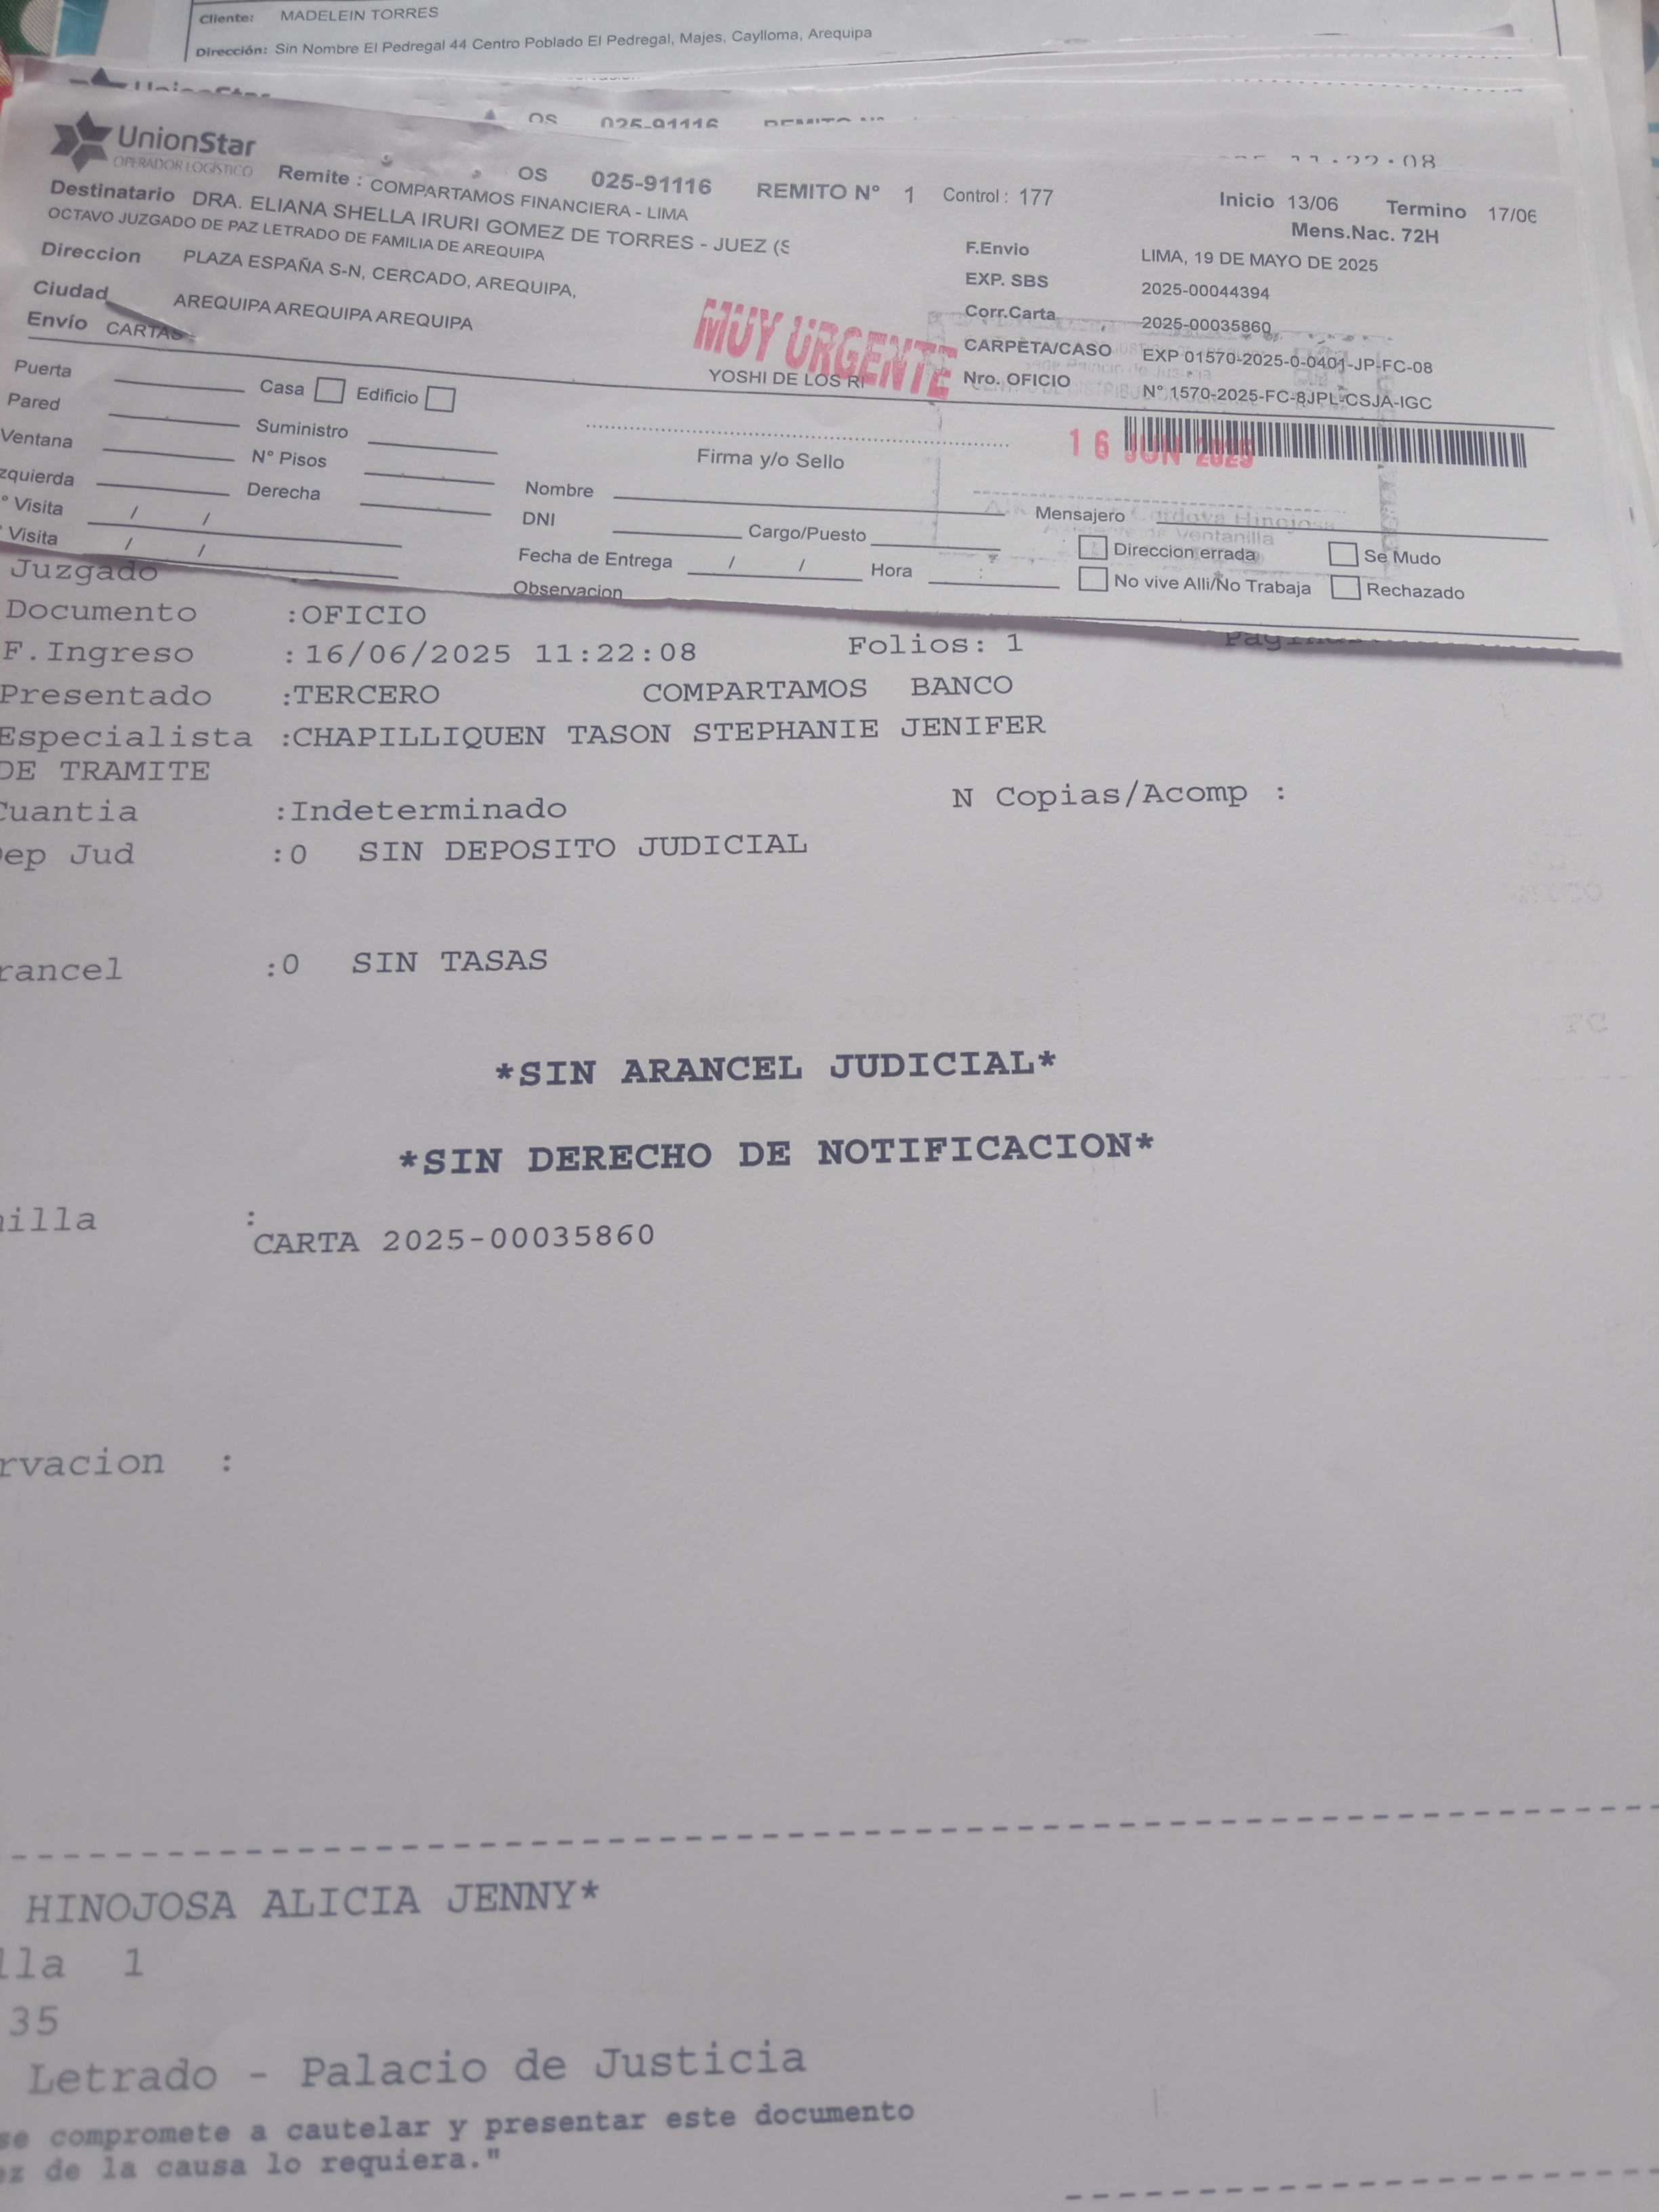 Cliente: MADELEIN TORRES
Dirección: Sin Nombre El Pedregal 44 Centro Poblado El Pedregal, Majes, Caylloma, Arequipa
UnionStar
OS 025-91116
11:22:08
UnionStar
OPERADOR LOGÍSTICO
Remite : COMPARTAMOS FINANCIERA - LIMA
OS 025-91116 REMITO N° 1 Control : 177
Inicio 13/06 Termino 17/06
Mens.Nac. 72H
Destinatario DRA. ELIANA SHELLA IRURI GOMEZ DE TORRES - JUEZ (S
OCTAVO JUZGADO DE PAZ LETRADO DE FAMILIA DE AREQUIPA
Direccion PLAZA ESPAÑA S-N, CERCADO, AREQUIPA,
Ciudad AREQUIPA AREQUIPA AREQUIPA
Envío CARTAS
F.Envio LIMA, 19 DE MAYO DE 2025
EXP. SBS 2025-00044394
Corr.Carta 2025-00035860
CARPETA/CASO EXP 01570-2025-0-0401-JP-FC-08
Nro. OFICIO N° 1570-2025-FC-8JPL-CSJA-IGC
MUY URGENTE
YOSHI DE LOS RI
16 JUN 2025
Puerta Casa Edificio
Pared Suministro
Ventana N° Pisos
zquierda Derecha
° Visita / /
Visita / /
Firma y/o Sello
Nombre
DNI Cargo/Puesto
Fecha de Entrega / / Hora :
Observacion
Mensajero
Direccion errada Se Mudo
No vive Alli/No Trabaja Rechazado
Juzgado
Documento :OFICIO
F.Ingreso :16/06/2025 11:22:08 Folios: 1
Presentado :TERCERO COMPARTAMOS BANCO
Especialista :CHAPILLIQUEN TASON STEPHANIE JENIFER
DE TRAMITE
Cuantia :Indeterminado N Copias/Acomp :
Dep Jud :0 SIN DEPOSITO JUDICIAL
rancel :0 SIN TASAS
*SIN ARANCEL JUDICIAL*
*SIN DERECHO DE NOTIFICACION*
illa :
CARTA 2025-00035860
rvacion :
HINOJOSA ALICIA JENNY*
lla 1
35
Letrado - Palacio de Justicia
se compromete a cautelar y presentar este documento
ez de la causa lo requiera."